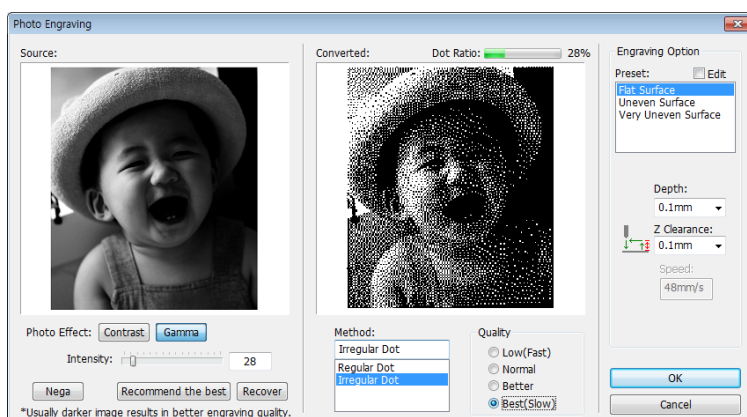 Photo Engraving
Source:
Converted:
Dot Ratio:
28%
Engraving Option
Preset:
Edit
Flat Surface
Uneven Surface
Very Uneven Surface
Depth:
0.1mm
Z Clearance:
0.1mm
Speed:
48mm/s
Photo Effect:
Contrast
Gamma
Intensity:
28
Nega
Recommend the best
Recover
*Usually darker image results in better engraving quality.
Method:
Irregular Dot
Regular Dot
Irregular Dot
Quality
Low(Fast)
Normal
Better
Best(Slow)
OK
Cancel